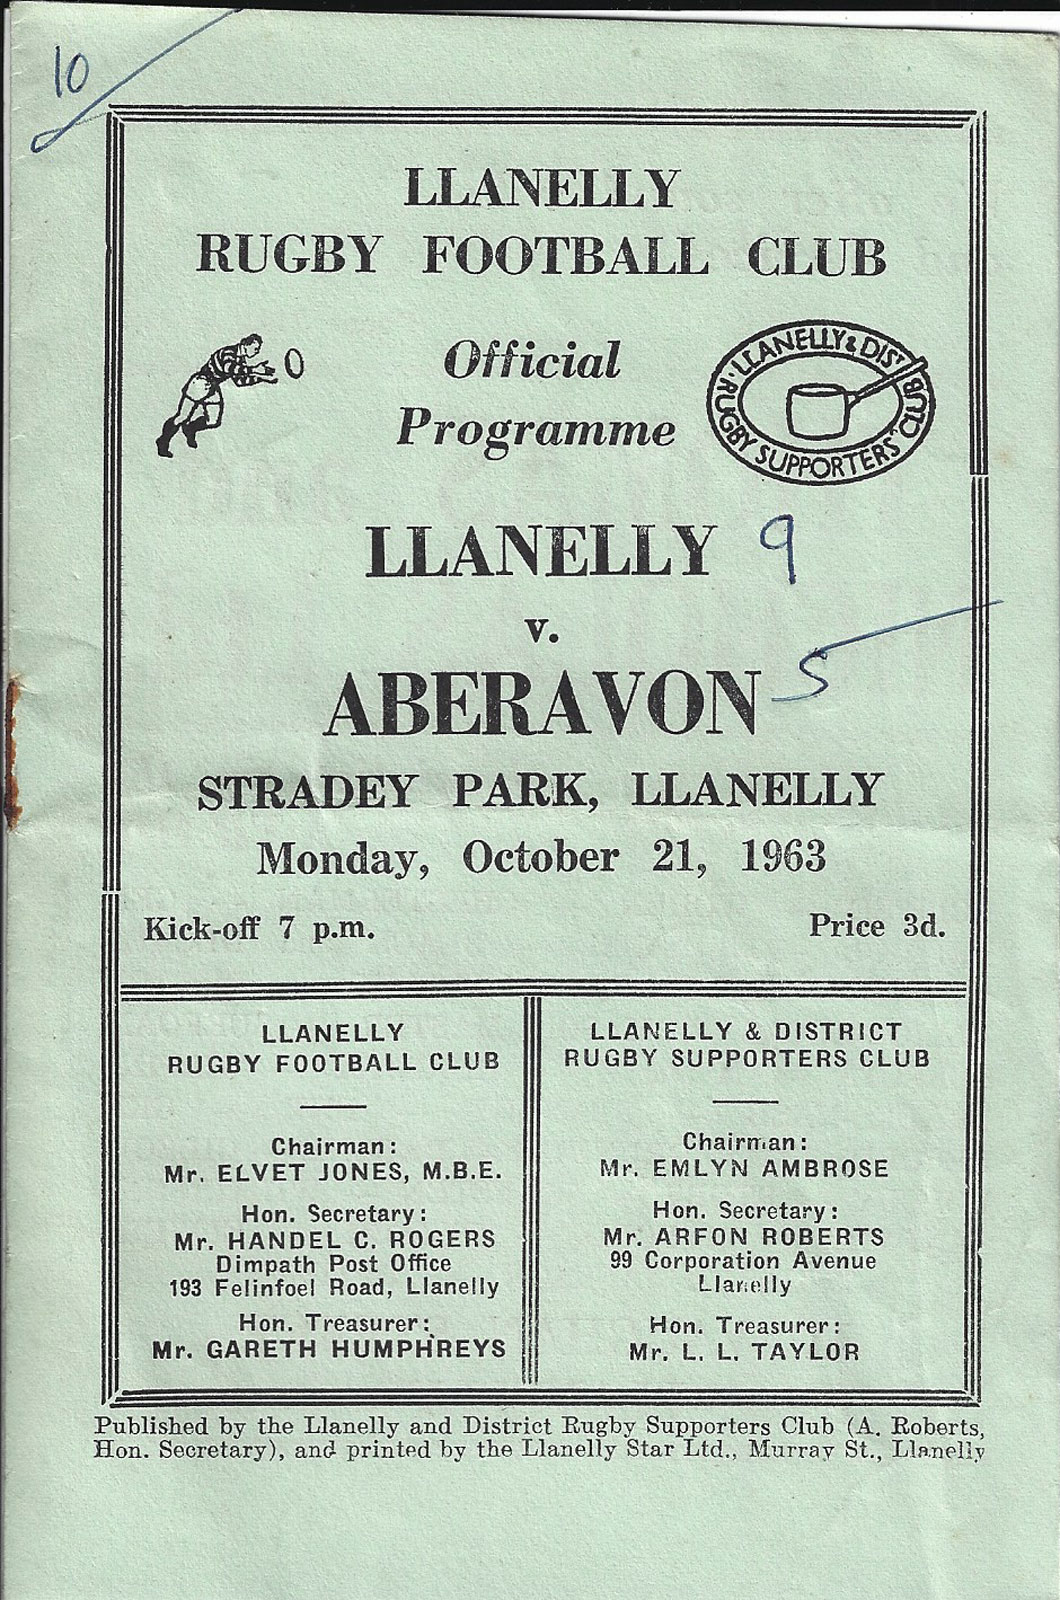 10
LLANELLY
RUGBY FOOTBALL CLUB
Official
Programme
LLANELLY & DIST
RUGBY SUPPORTERS' CLUB
LLANELLY 9
v.
ABERAVON 5
STRADEY PARK, LLANELLY
Monday, October 21, 1963
Kick-off 7 p.m. Price 3d.
LLANELLY
RUGBY FOOTBALL CLUB
Chairman:
Mr. ELVET JONES, M.B.E.
Hon. Secretary:
Mr. HANDEL C. ROGERS
Dimpath Post Office
193 Felinfoel Road, Llanelly
Hon. Treasurer:
Mr. GARETH HUMPHREYS
LLANELLY & DISTRICT
RUGBY SUPPORTERS CLUB
Chairman:
Mr. EMLYN AMBROSE
Hon. Secretary:
Mr. ARFON ROBERTS
99 Corporation Avenue
Llanelly
Hon. Treasurer:
Mr. L. L. TAYLOR
Published by the Llanelly and District Rugby Supporters Club (A. Roberts,
Hon. Secretary), and printed by the Llanelly Star Ltd., Murray St., Llanelly